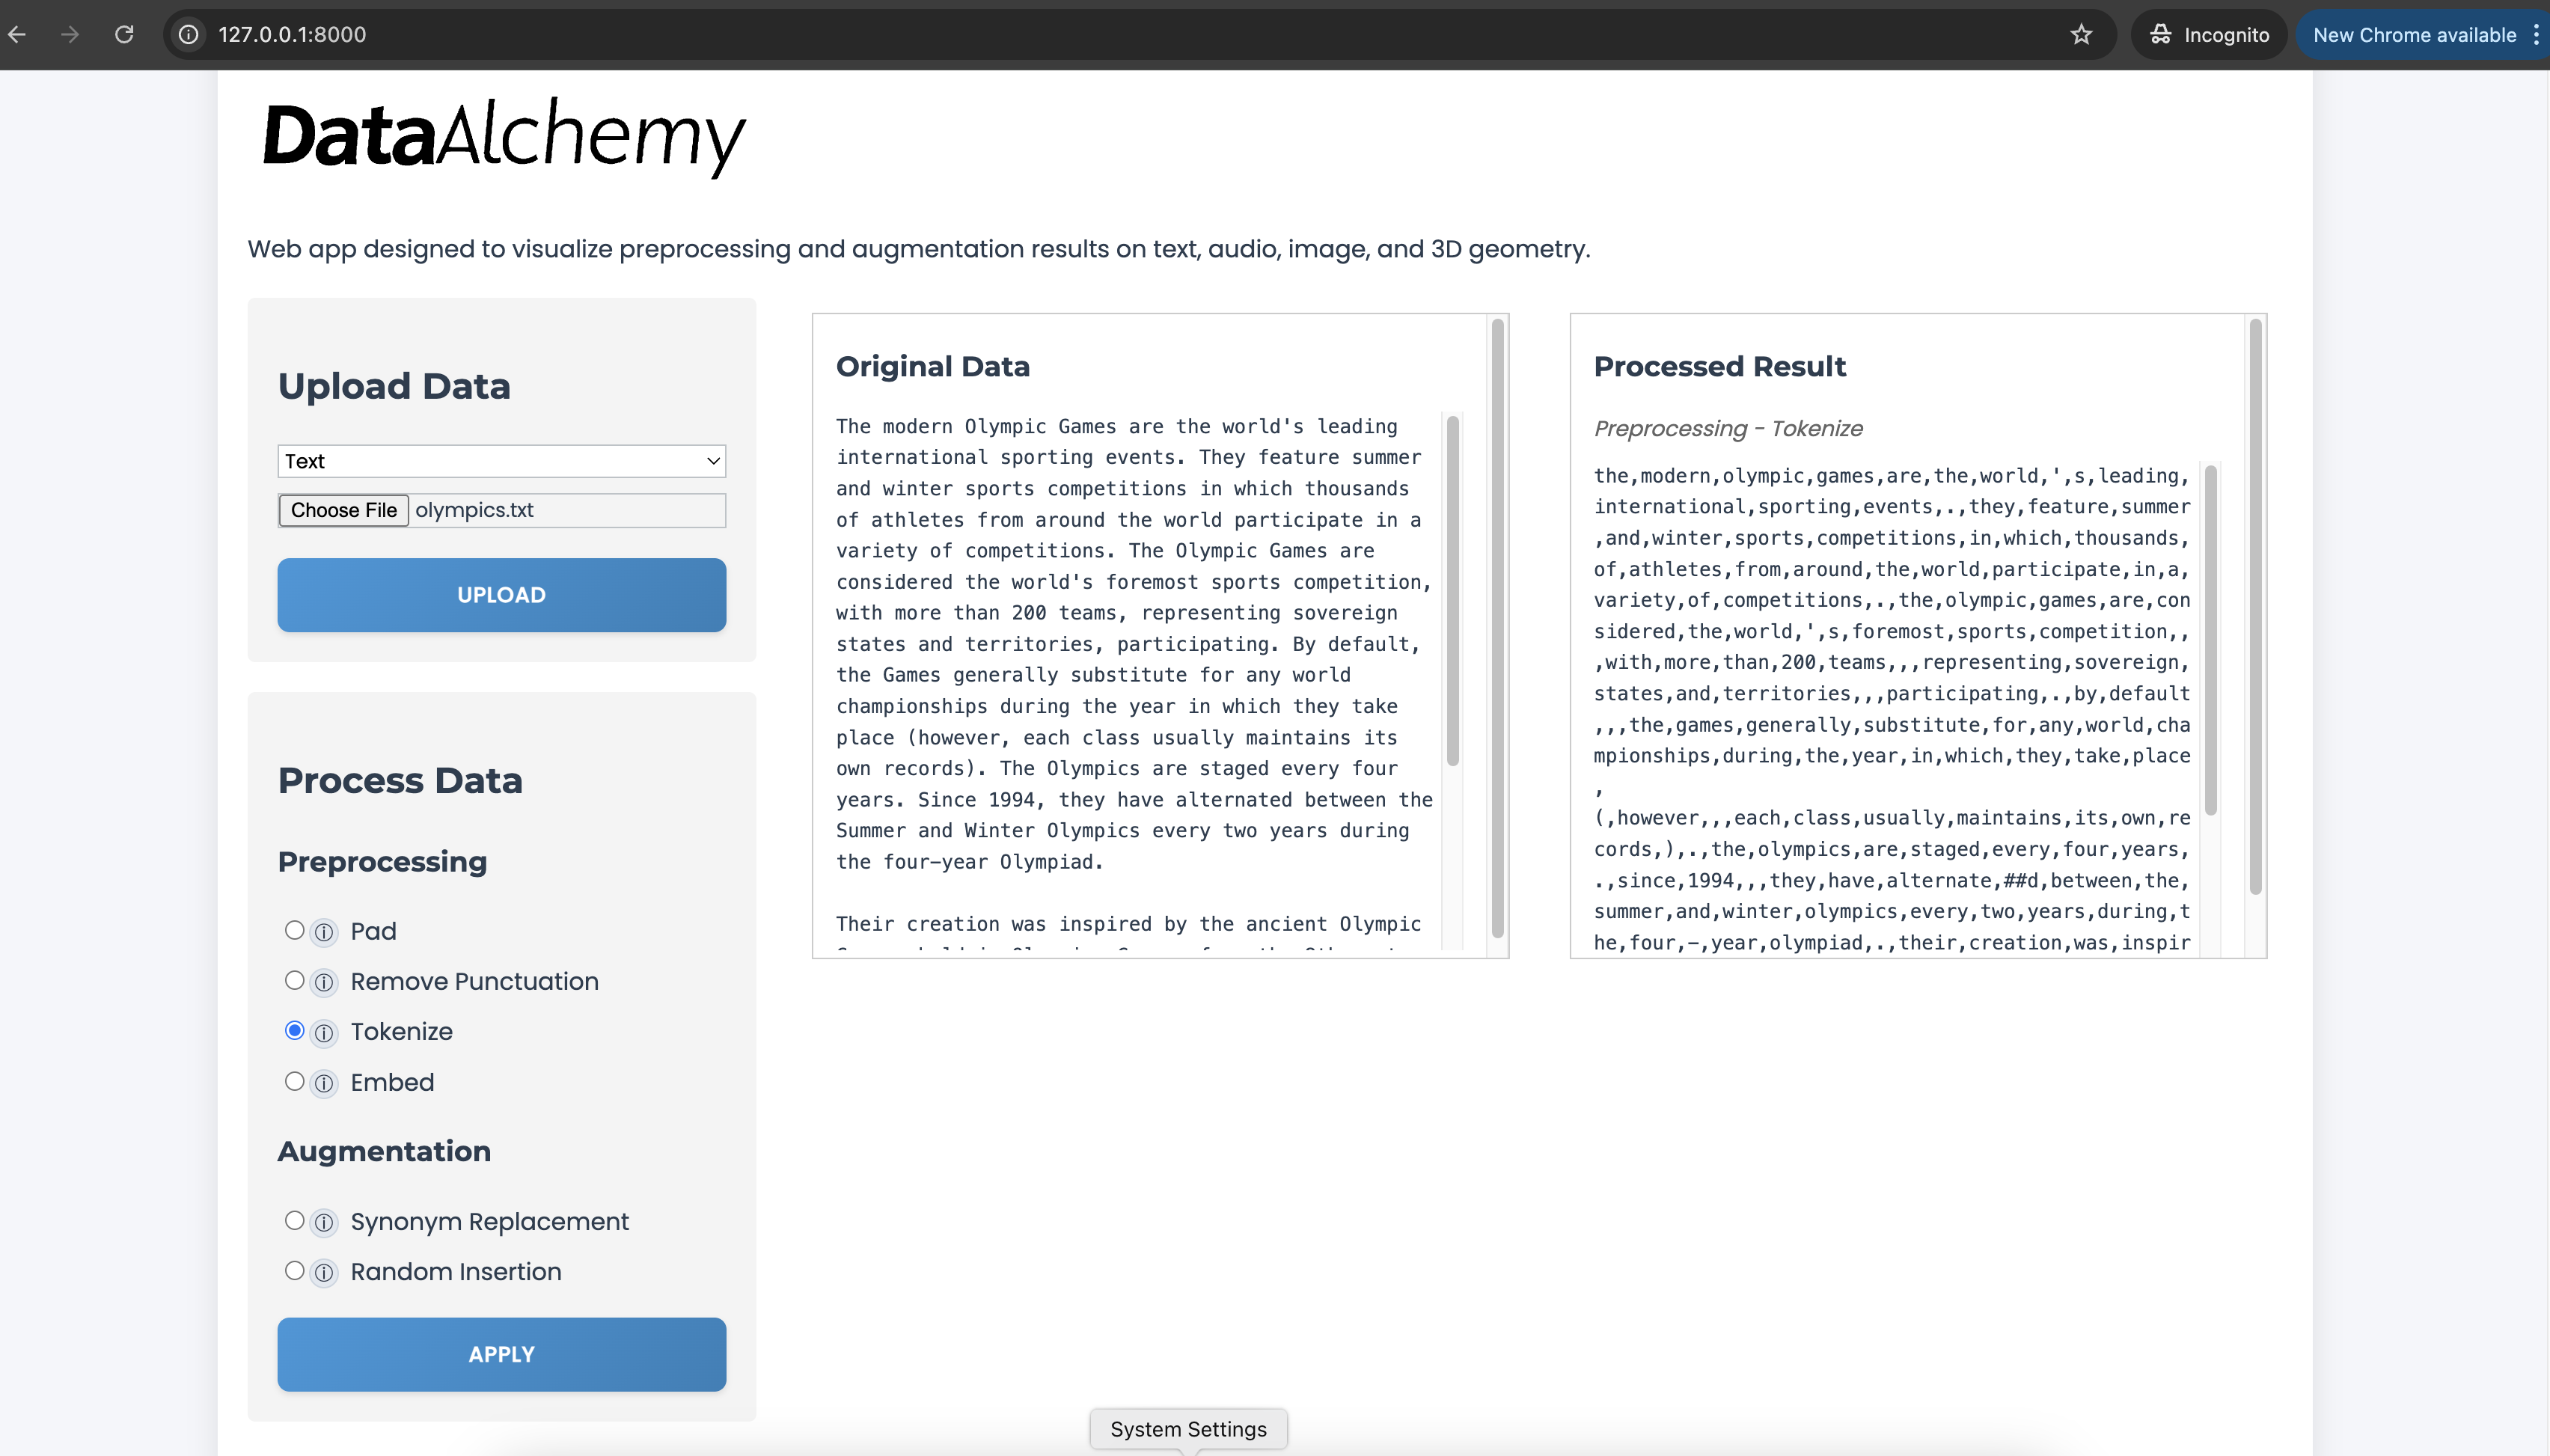 127.0.0.1:8000
Incognito
New Chrome available
DataAlchemy
Web app designed to visualize preprocessing and augmentation results on text, audio, image, and 3D geometry.
Upload Data
Text
Choose File olympics.txt
UPLOAD
Process Data
Preprocessing
Pad
Remove Punctuation
Tokenize
Embed
Augmentation
Synonym Replacement
Random Insertion
APPLY
Original Data
The modern Olympic Games are the world's leading
international sporting events. They feature summer
and winter sports competitions in which thousands
of athletes from around the world participate in a
variety of competitions. The Olympic Games are
considered the world's foremost sports competition,
with more than 200 teams, representing sovereign
states and territories, participating. By default,
the Games generally substitute for any world
championships during the year in which they take
place (however, each class usually maintains its
own records). The Olympics are staged every four
years. Since 1994, they have alternated between the
Summer and Winter Olympics every two years during
the four-year Olympiad.
Their creation was inspired by the ancient Olympic
Processed Result
Preprocessing - Tokenize
the,modern,olympic,games,are,the,world,',s,leading,
international,sporting,events,.,they,feature,summer
,and,winter,sports,competitions,in,which,thousands,
of,athletes,from,around,the,world,participate,in,a,
variety,of,competitions,.,the,olympic,games,are,con
sidered,the,world,',s,foremost,sports,competition,,
,with,more,than,200,teams,,,representing,sovereign,
states,and,territories,,,participating,.,by,default
,,,the,games,generally,substitute,for,any,world,cha
mpionships,during,the,year,in,which,they,take,place
,
(,however,,,each,class,usually,maintains,its,own,re
cords,),.,the,olympics,are,staged,every,four,years,
.,since,1994,,,they,have,alternate,##d,between,the,
summer,and,winter,olympics,every,two,years,during,t
he,four,-,year,olympiad,.,their,creation,was,inspir
System Settings